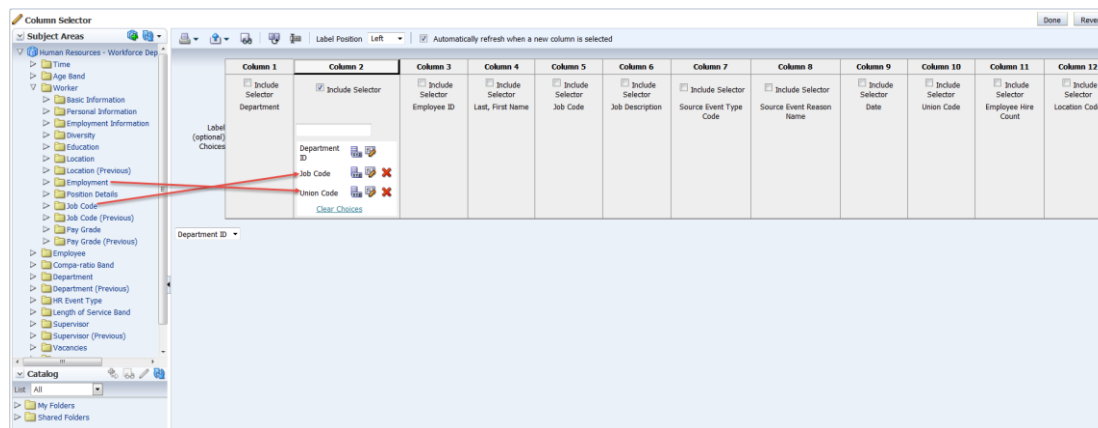 Column Selector
Done Reve
Subject Areas
Label Position Left
Automatically refresh when a new column is selected
Human Resources - Workforce Dep
Time
Age Band
Worker
Basic Information
Personal Information
Employment Information
Diversity
Education
Location
Location (Previous)
Employment
Position Details
Job Code
Job Code (Previous)
Pay Grade
Pay Grade (Previous)
Employee
Compa-ratio Band
Department
Department (Previous)
HR Event Type
Length of Service Band
Supervisor
Supervisor (Previous)
Vacancies
Catalog
List All
My Folders
Shared Folders
Column 1 Column 2 Column 3 Column 4 Column 5 Column 6 Column 7 Column 8 Column 9 Column 10 Column 11 Column 12
Include Selector Include Selector Include Selector Include Selector Include Selector Include Selector Include Selector Include Selector Include Selector Include Selector Include Selector Include Selector
Department Employee ID Last, First Name Job Code Job Description Source Event Type Code Source Event Reason Name Date Union Code Employee Hire Count Location Code
Label
(optional)
Choices
Department ID
Job Code
Union Code
Clear Choices
Department ID